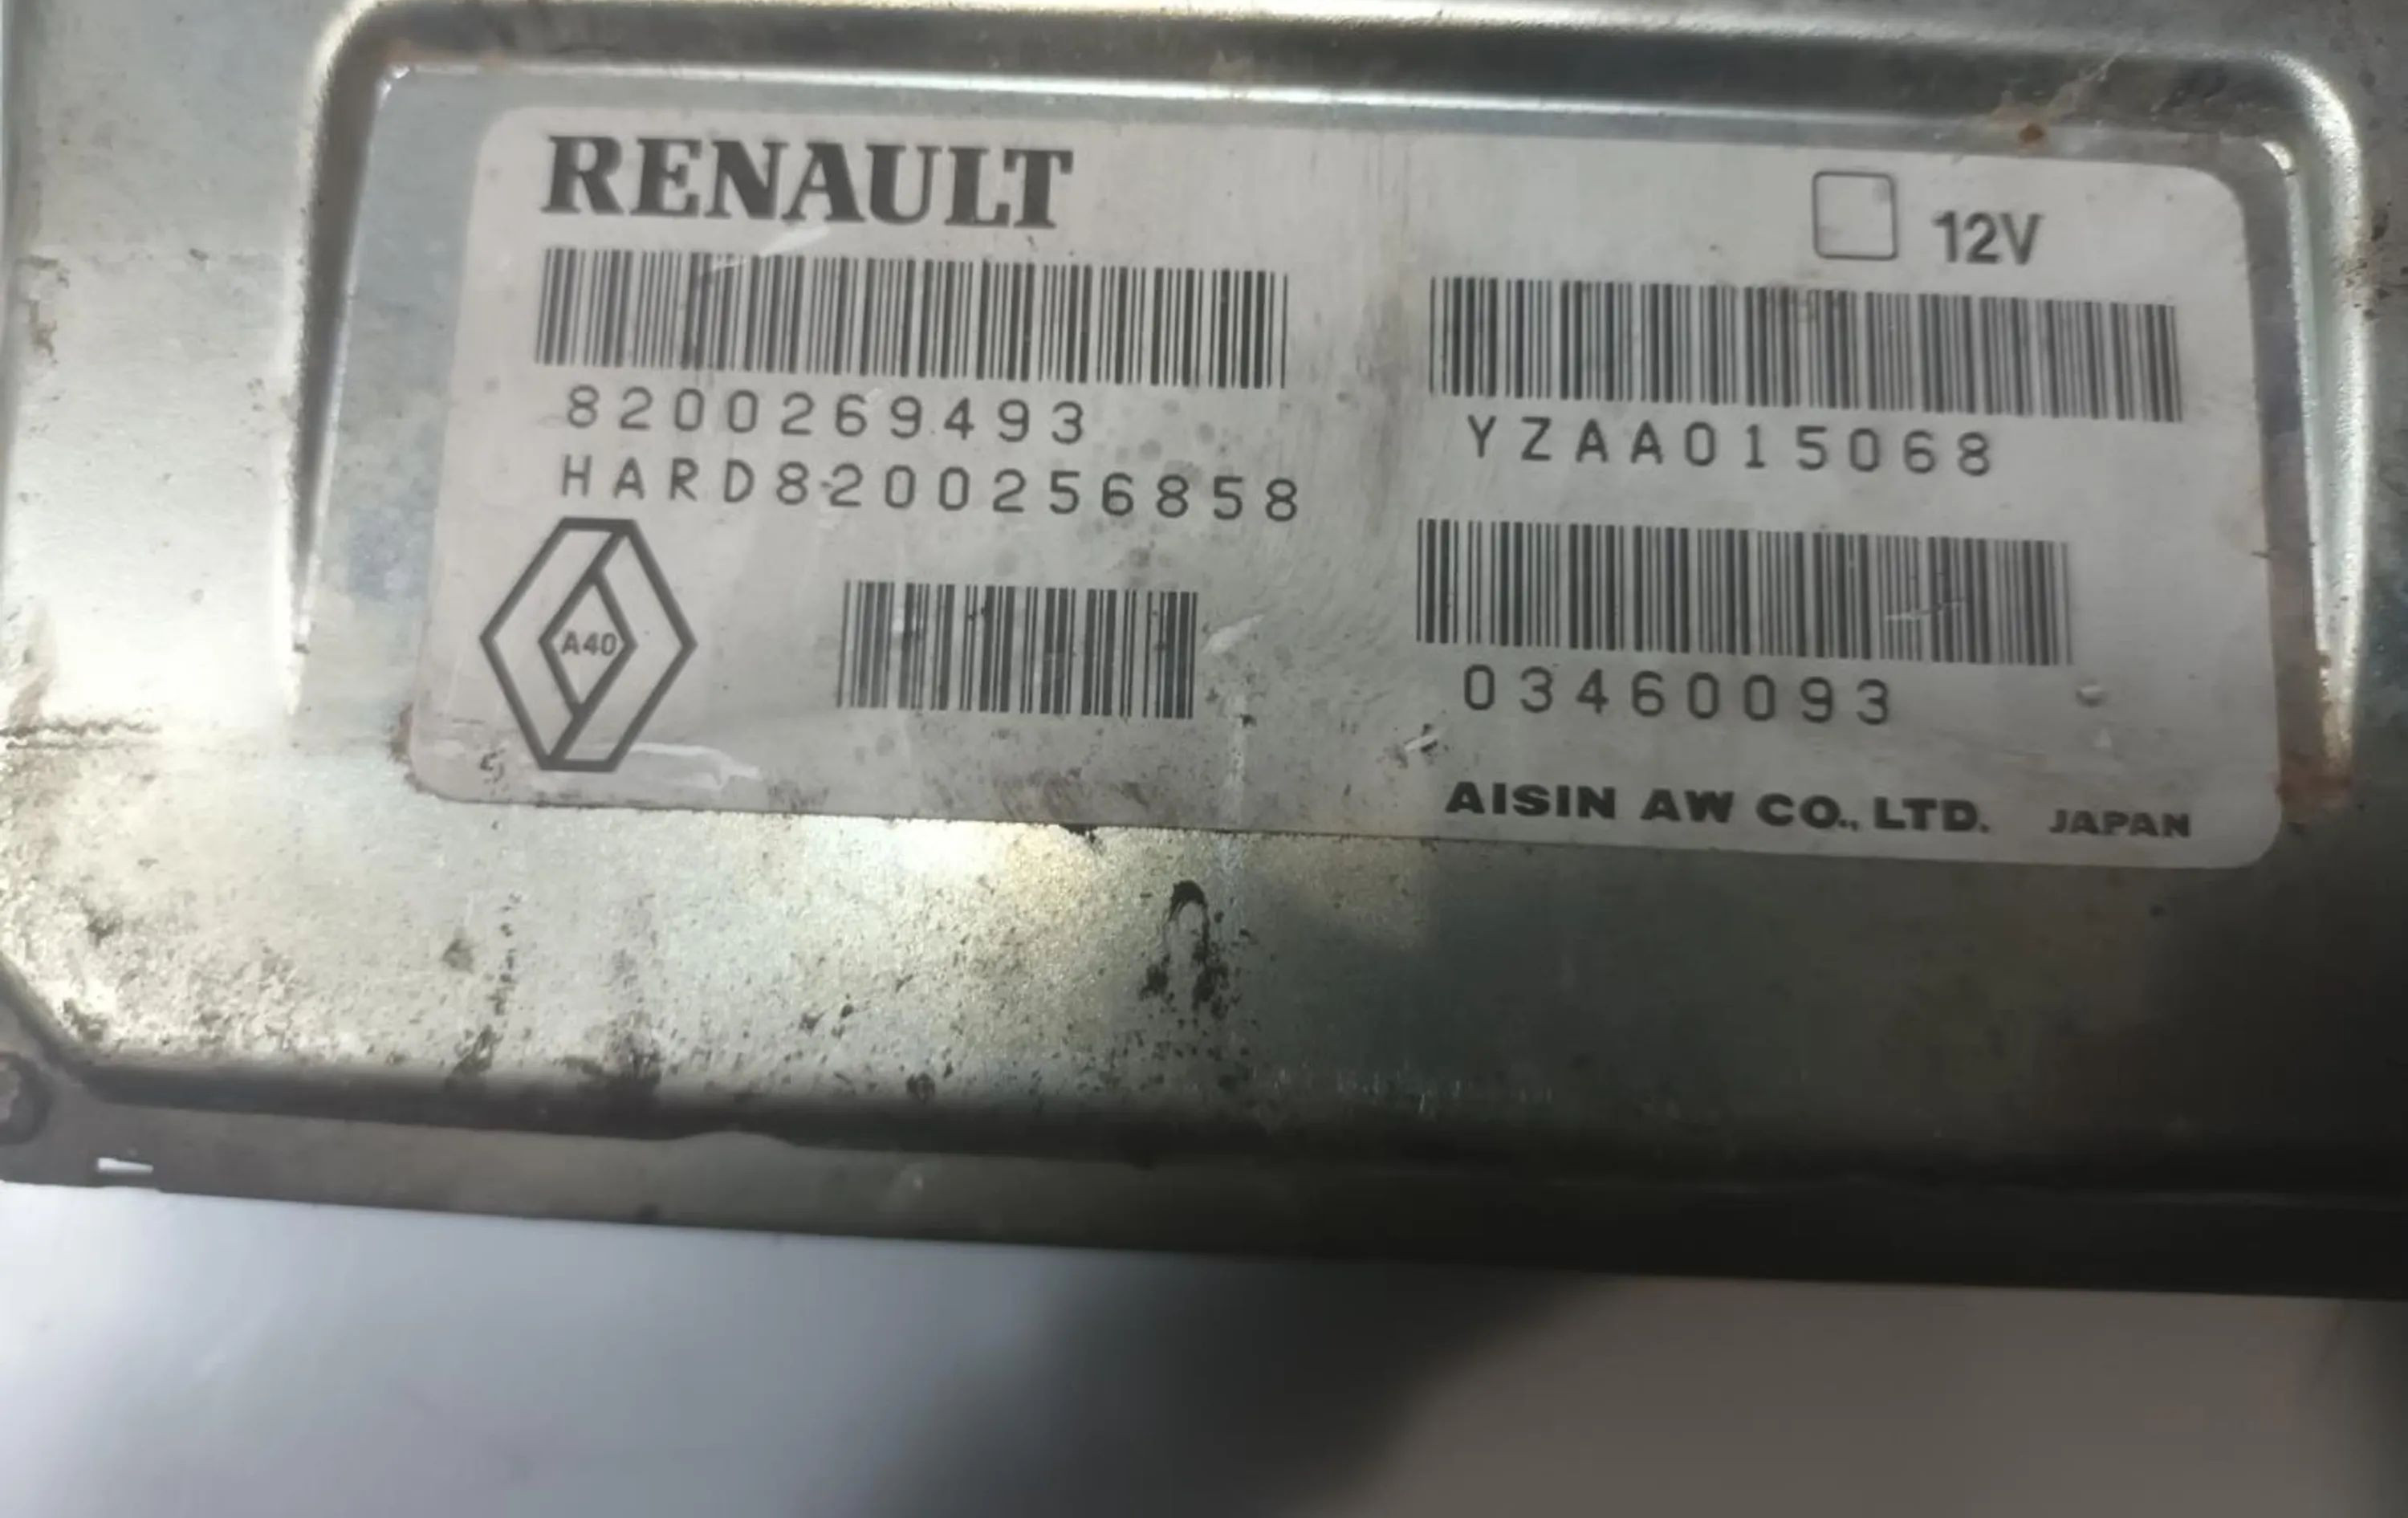 RENAULT
12V
8200269493
HARD8200256858
YZAA015068
A40
03460093
AISIN AW CO., LTD. JAPAN